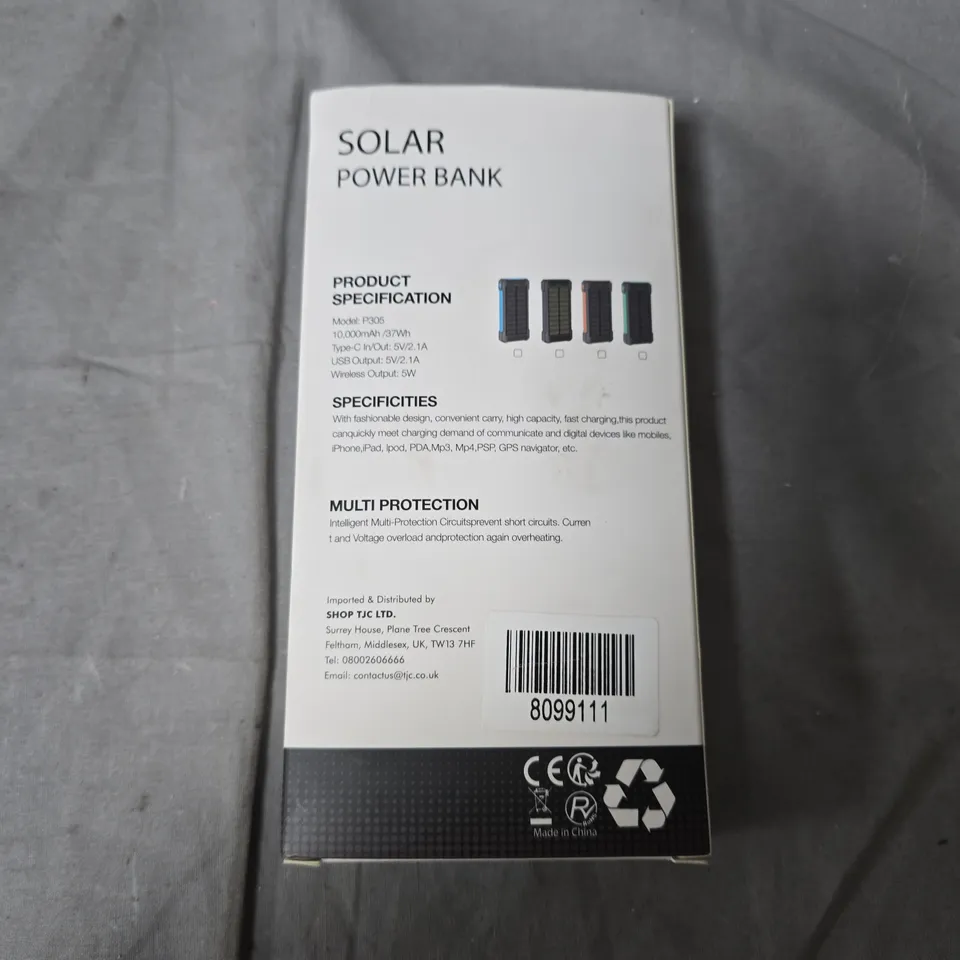 SOLAR
POWER BANK
PRODUCT
SPECIFICATION
Model: P305
10,000mAh /37Wh
Type-C In/Out: 5V/2.1A
USB Output: 5V/2.1A
Wireless Output: 5W
SPECIFICITIES
With fashionable design, convenient carry, high capacity, fast charging,this product
canquickly meet charging demand of communicate and digital devices like mobiles,
iPhone,iPad, Ipod, PDA,Mp3, Mp4,PSP, GPS navigator, etc.
MULTI PROTECTION
Intelligent Multi-Protection Circuitsprevent short circuits. Curren
t and Voltage overload andprotection again overheating.
Imported & Distributed by
SHOP TJC LTD.
Surrey House, Plane Tree Crescent
Feltham, Middlesex, UK, TW13 7HF
Tel: 08002606666
Email: contactus@tjc.co.uk
8099111
CE
RV
RoHS
Made in China